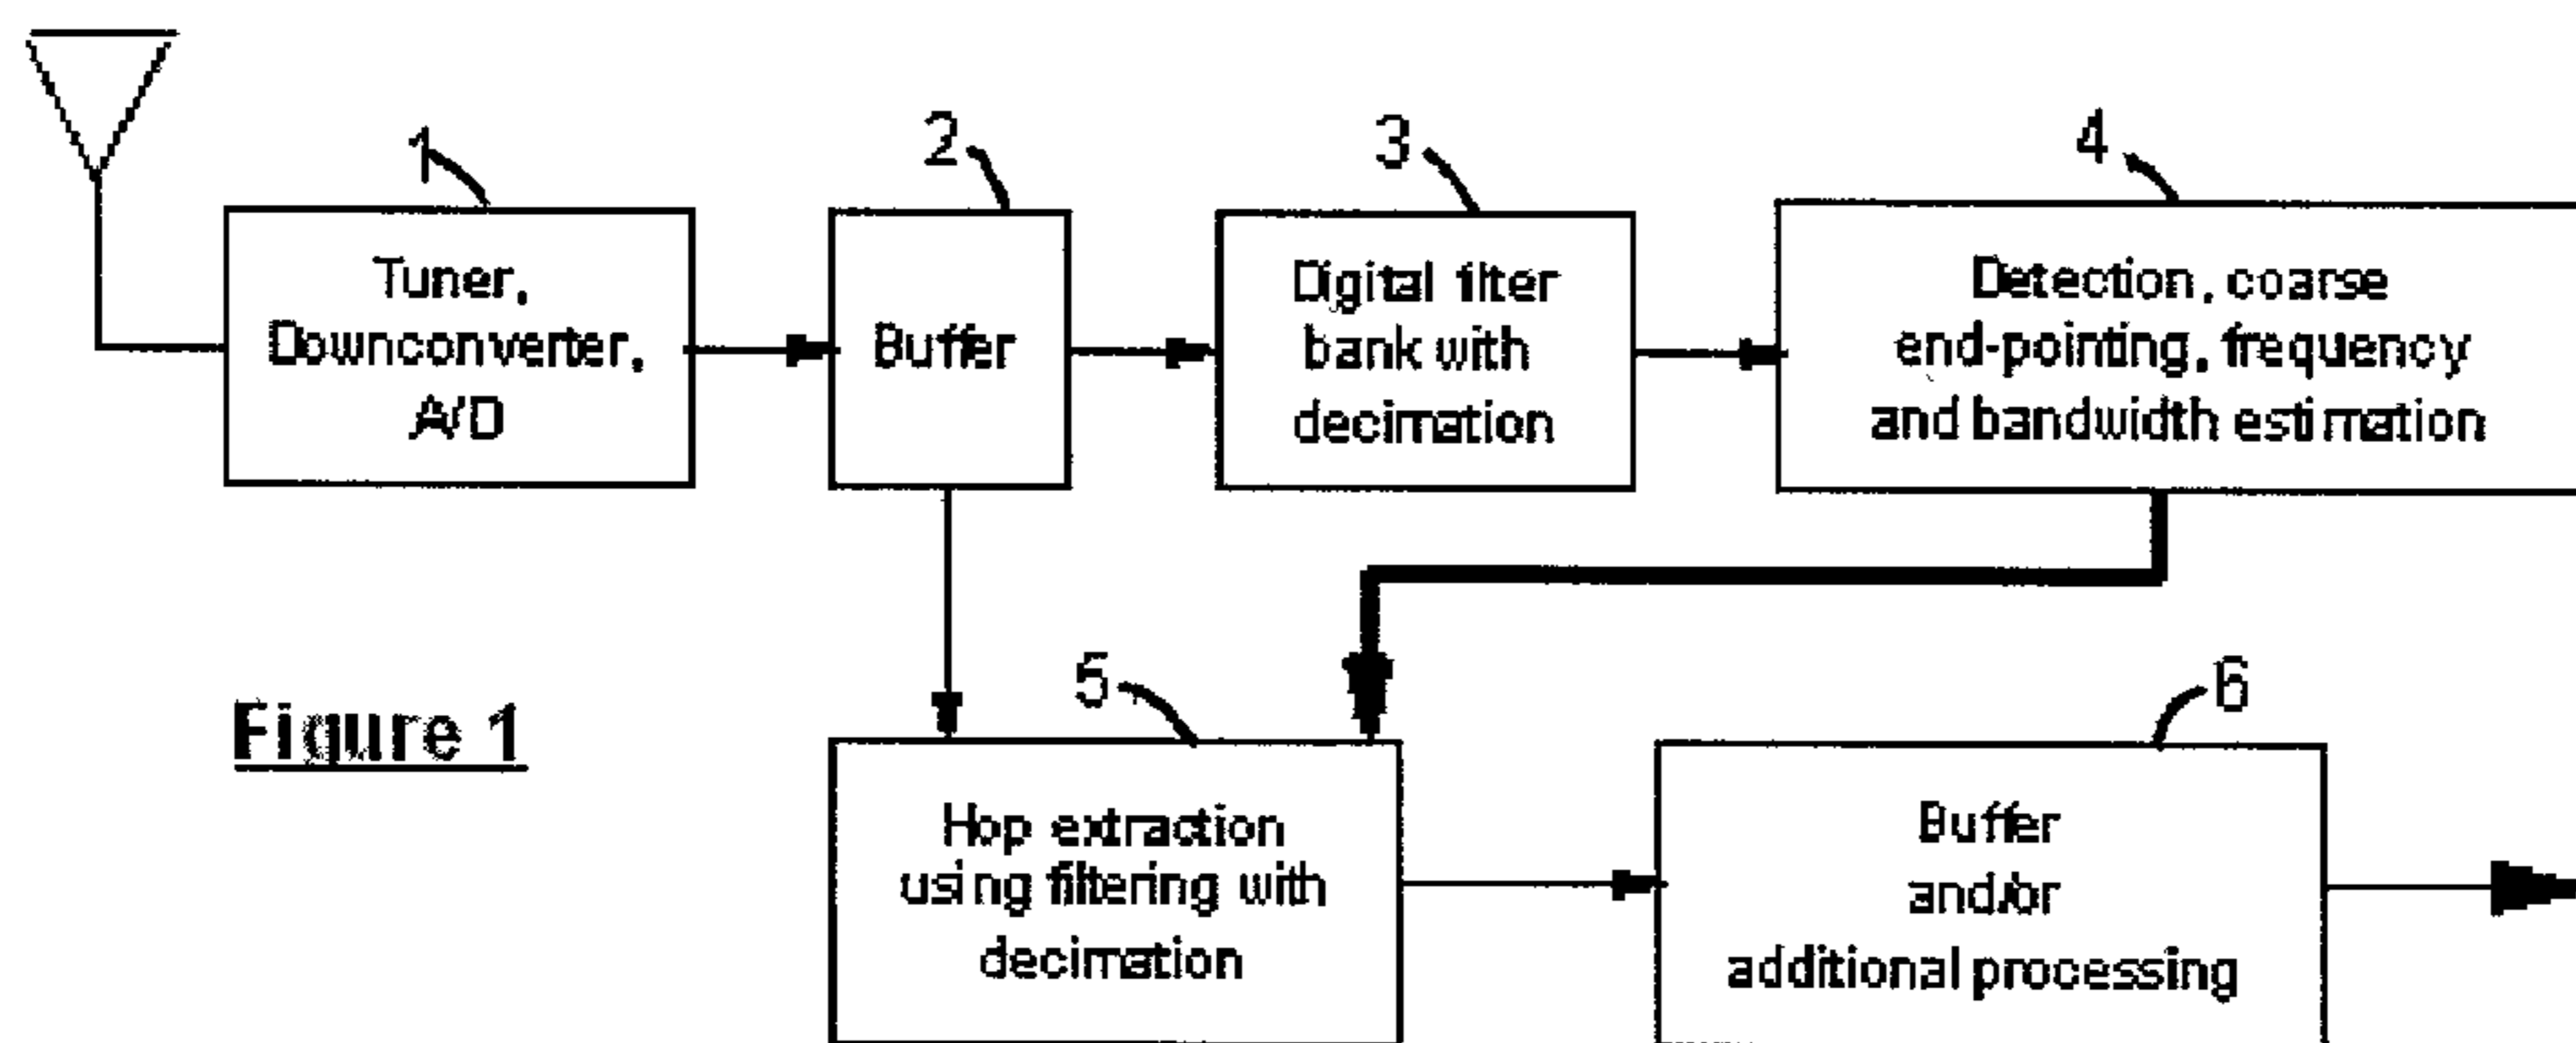 1
2
3
4
Tuner,
Downconverter,
A/D
Buffer
Digital filter
bank with
decimation
Detection, coarse
end-pointing, frequency
and bandwidth estimation
5
6
Figure 1
Hop extraction
using filtering with
decimation
Buffer
and/or
additional processing